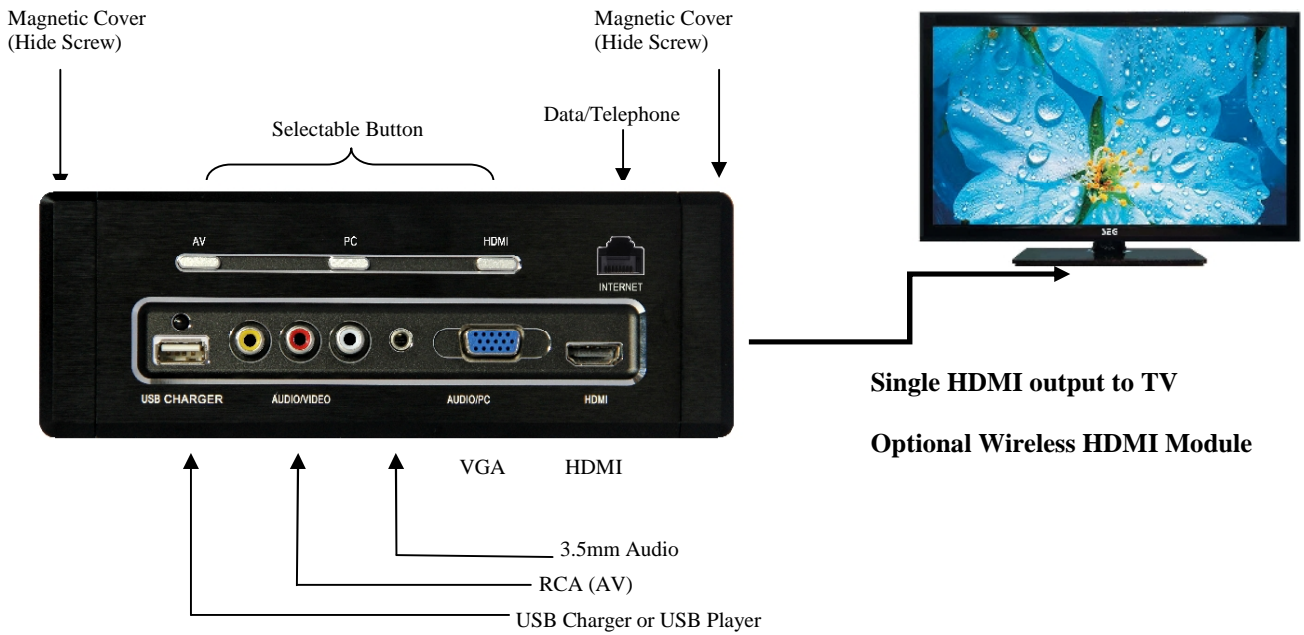 Magnetic Cover
(Hide Screw)
Magnetic Cover
(Hide Screw)
Data/Telephone
Selectable Button
AV
PC
HDMI
INTERNET
USB CHARGER
AUDIO/VIDEO
AUDIO/PC
HDMI
SEG
Single HDMI output to TV
Optional Wireless HDMI Module
VGA
HDMI
3.5mm Audio
RCA (AV)
USB Charger or USB Player